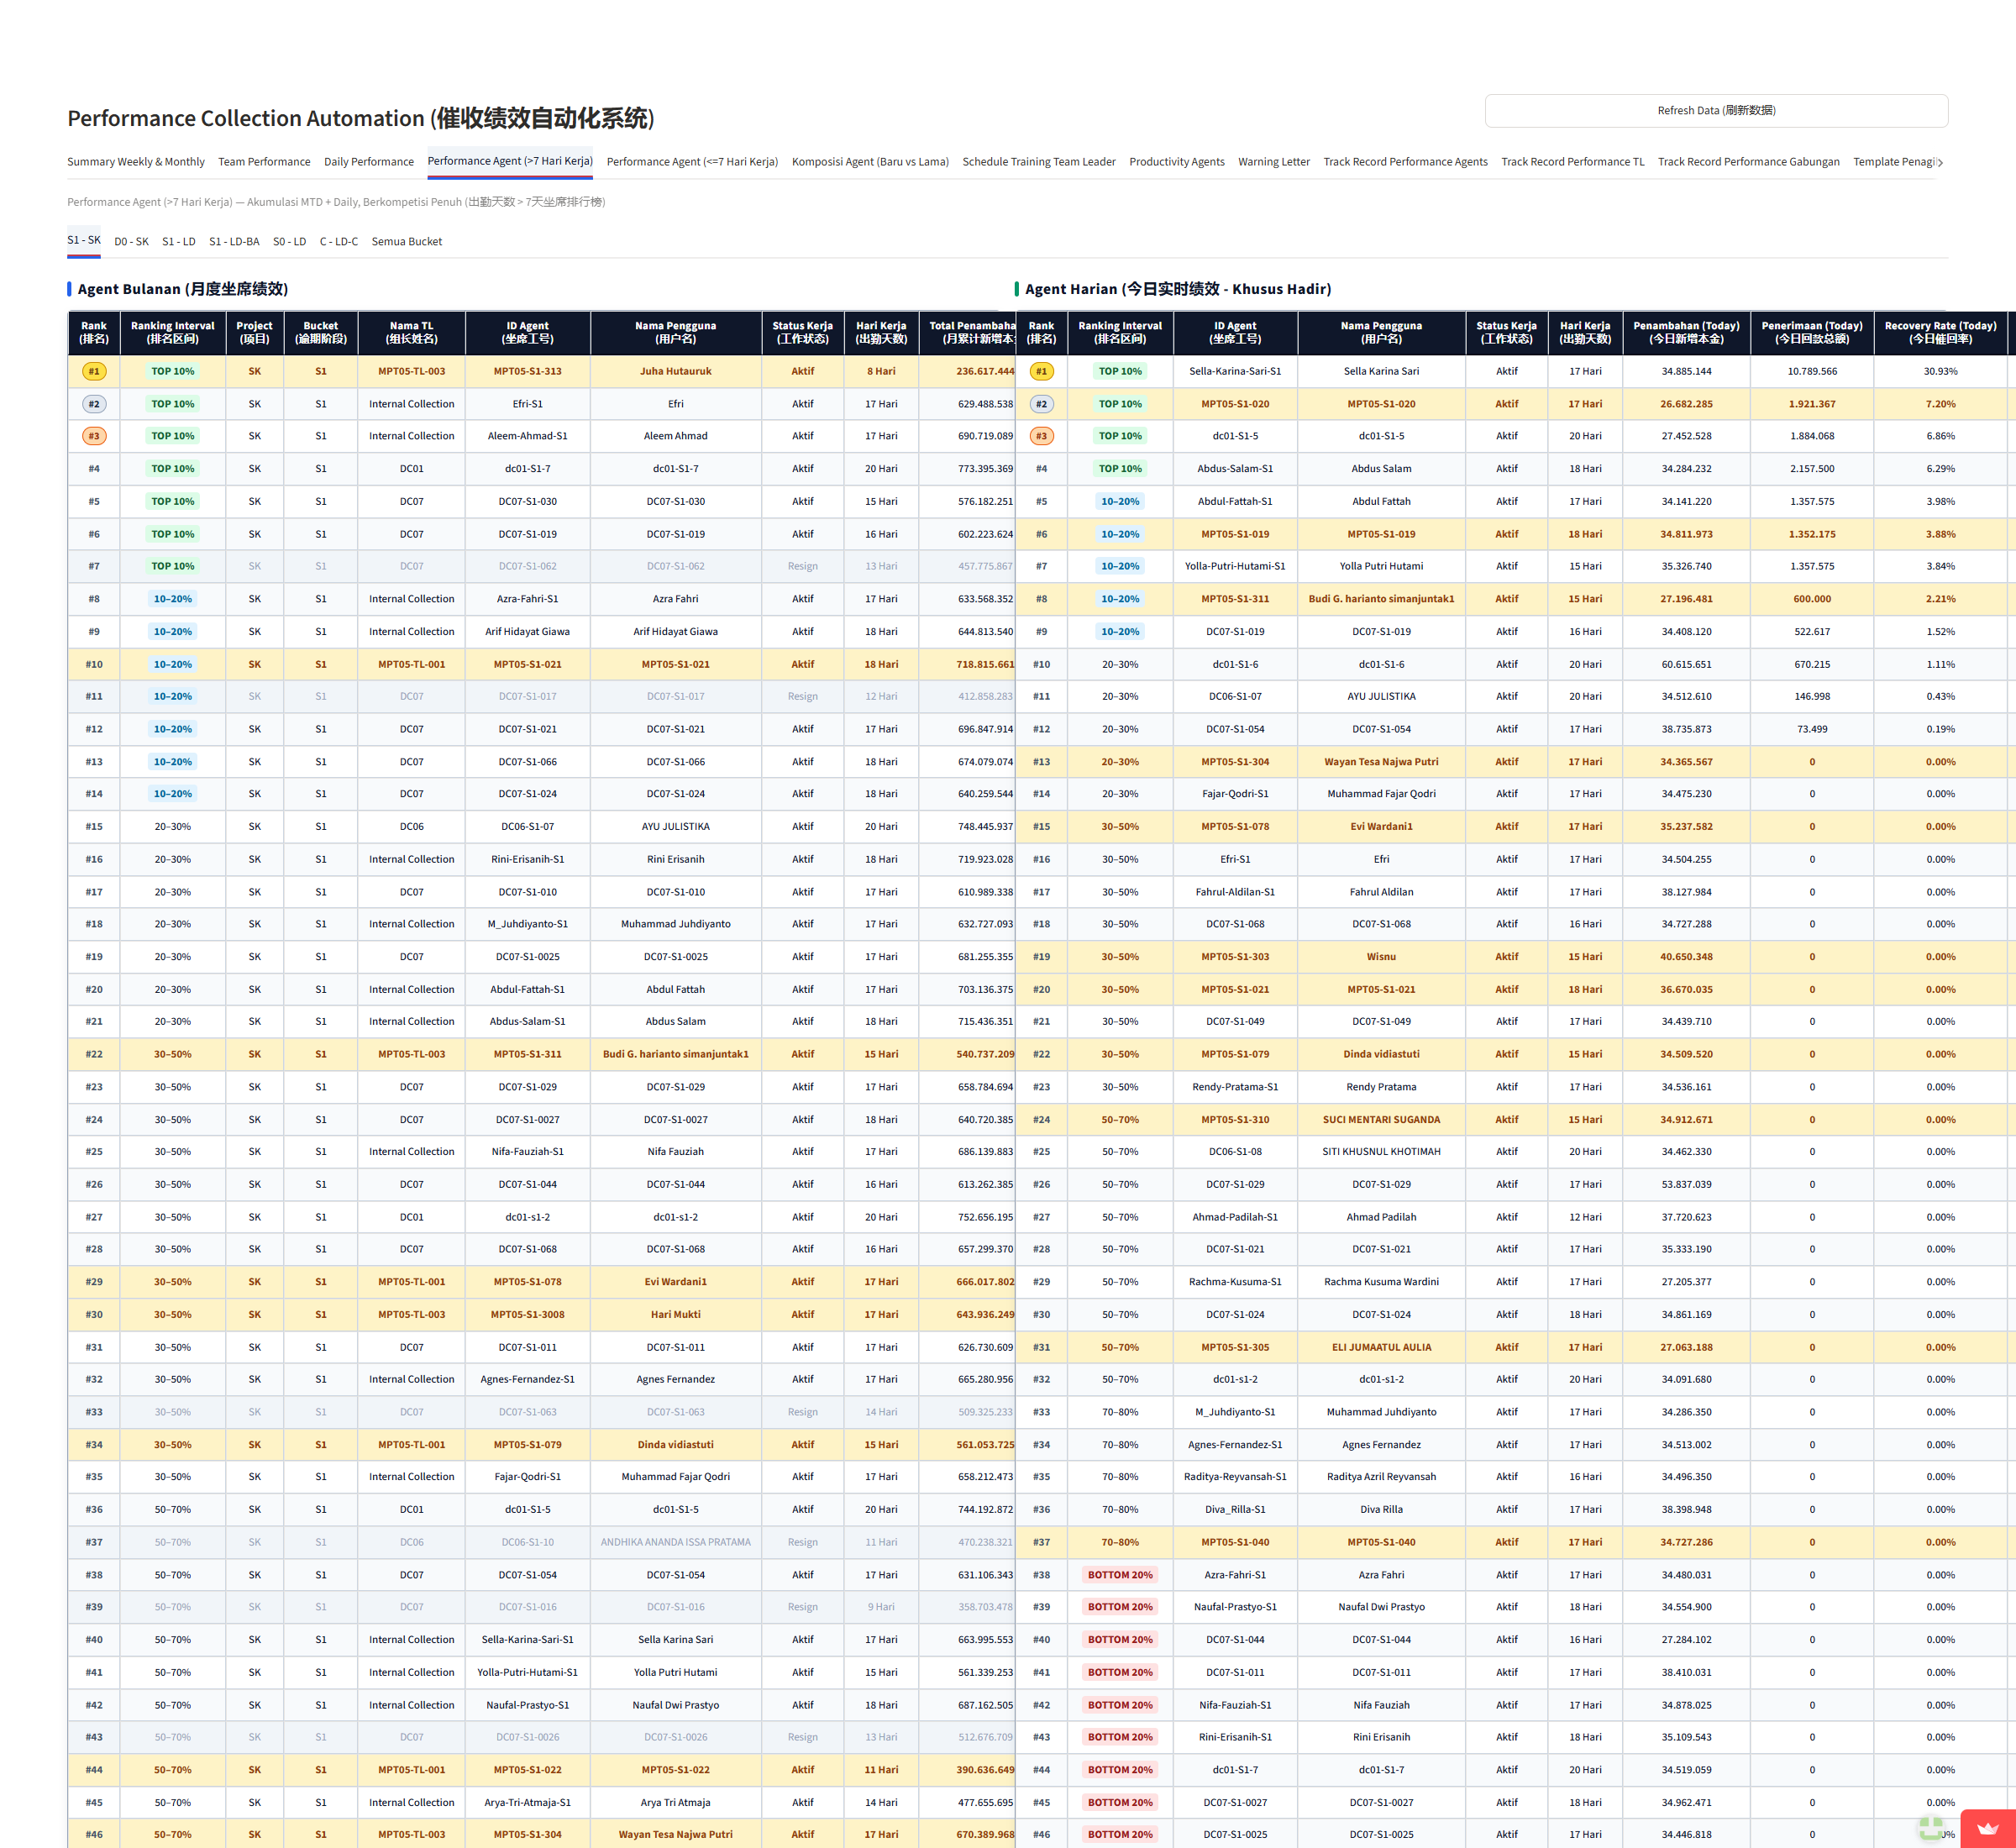 Performance Collection Automation (催收绩效自动化系统)
Refresh Data (刷新数据)
Summary Weekly & Monthly Team Performance Daily Performance Performance Agent (>7 Hari Kerja) Performance Agent (<=7 Hari Kerja) Komposisi Agent (Baru vs Lama) Schedule Training Team Leader Productivity Agents Warning Letter Track Record Performance Agents Track Record Performance TL Track Record Performance Gabungan Template Penagi
Performance Agent (>7 Hari Kerja) — Akumulasi MTD + Daily, Berkompetisi Penuh (出勤天数 > 7天坐席排行榜)
S1 - SK D0 - SK S1 - LD S1 - LD-BA S0 - LD C - LD-C Semua Bucket
Agent Bulanan (月度坐席绩效)
Rank Ranking Interval Project Bucket Nama TL ID Agent Nama Pengguna Status Kerja Hari Kerja Total Penambaha
(排名) (排名区间) (项目) (逾期阶段) (组长姓名) (坐席工号) (用户名) (工作状态) (出勤天数) (月累计新增本
#1 TOP 10% SK S1 MPT05-TL-003 MPT05-S1-313 Juha Hutauruk Aktif 8 Hari 236.617.444
#2 TOP 10% SK S1 Internal Collection Efri-S1 Efri Aktif 17 Hari 629.488.538
#3 TOP 10% SK S1 Internal Collection Aleem-Ahmad-S1 Aleem Ahmad Aktif 17 Hari 690.719.089
#4 TOP 10% SK S1 DC01 dc01-S1-7 dc01-S1-7 Aktif 20 Hari 773.395.369
#5 TOP 10% SK S1 DC07 DC07-S1-030 DC07-S1-030 Aktif 15 Hari 576.182.251
#6 TOP 10% SK S1 DC07 DC07-S1-019 DC07-S1-019 Aktif 16 Hari 602.223.624
#7 TOP 10% SK S1 DC07 DC07-S1-062 DC07-S1-062 Resign 13 Hari 457.775.867
#8 10–20% SK S1 Internal Collection Azra-Fahri-S1 Azra Fahri Aktif 17 Hari 633.568.352
#9 10–20% SK S1 Internal Collection Arif Hidayat Giawa Arif Hidayat Giawa Aktif 18 Hari 644.813.540
#10 10–20% SK S1 MPT05-TL-001 MPT05-S1-021 MPT05-S1-021 Aktif 18 Hari 718.815.661
#11 10–20% SK S1 DC07 DC07-S1-017 DC07-S1-017 Resign 12 Hari 412.858.283
#12 10–20% SK S1 DC07 DC07-S1-021 DC07-S1-021 Aktif 17 Hari 696.847.914
#13 10–20% SK S1 DC07 DC07-S1-066 DC07-S1-066 Aktif 18 Hari 674.079.074
#14 10–20% SK S1 DC07 DC07-S1-024 DC07-S1-024 Aktif 18 Hari 640.259.544
#15 20–30% SK S1 DC06 DC06-S1-07 AYU JULISTIKA Aktif 20 Hari 748.445.937
#16 20–30% SK S1 Internal Collection Rini-Erisanih-S1 Rini Erisanih Aktif 18 Hari 719.923.028
#17 20–30% SK S1 DC07 DC07-S1-010 DC07-S1-010 Aktif 17 Hari 610.989.338
#18 20–30% SK S1 Internal Collection M_Juhdiyanto-S1 Muhammad Juhdiyanto Aktif 17 Hari 632.727.093
#19 20–30% SK S1 DC07 DC07-S1-0025 DC07-S1-0025 Aktif 17 Hari 681.255.355
#20 20–30% SK S1 Internal Collection Abdul-Fattah-S1 Abdul Fattah Aktif 17 Hari 703.136.375
#21 20–30% SK S1 Internal Collection Abdus-Salam-S1 Abdus Salam Aktif 18 Hari 715.436.351
#22 30–50% SK S1 MPT05-TL-003 MPT05-S1-311 Budi G. harianto simanjuntak1 Aktif 15 Hari 540.737.209
#23 30–50% SK S1 DC07 DC07-S1-029 DC07-S1-029 Aktif 17 Hari 658.784.694
#24 30–50% SK S1 DC07 DC07-S1-0027 DC07-S1-0027 Aktif 18 Hari 640.720.385
#25 30–50% SK S1 Internal Collection Nifa-Fauziah-S1 Nifa Fauziah Aktif 17 Hari 686.139.883
#26 30–50% SK S1 DC07 DC07-S1-044 DC07-S1-044 Aktif 16 Hari 613.262.385
#27 30–50% SK S1 DC01 dc01-s1-2 dc01-s1-2 Aktif 20 Hari 752.656.195
#28 30–50% SK S1 DC07 DC07-S1-068 DC07-S1-068 Aktif 16 Hari 657.299.370
#29 30–50% SK S1 MPT05-TL-001 MPT05-S1-078 Evi Wardani1 Aktif 17 Hari 666.017.802
#30 30–50% SK S1 MPT05-TL-003 MPT05-S1-3008 Hari Mukti Aktif 17 Hari 643.936.249
#31 30–50% SK S1 DC07 DC07-S1-011 DC07-S1-011 Aktif 17 Hari 626.730.609
#32 30–50% SK S1 Internal Collection Agnes-Fernandez-S1 Agnes Fernandez Aktif 17 Hari 665.280.956
#33 30–50% SK S1 DC07 DC07-S1-063 DC07-S1-063 Resign 14 Hari 509.325.233
#34 30–50% SK S1 MPT05-TL-001 MPT05-S1-079 Dinda vidiastuti Aktif 15 Hari 561.053.725
#35 30–50% SK S1 Internal Collection Fajar-Qodri-S1 Muhammad Fajar Qodri Aktif 17 Hari 658.212.473
#36 50–70% SK S1 DC01 dc01-S1-5 dc01-S1-5 Aktif 20 Hari 744.192.872
#37 50–70% SK S1 DC06 DC06-S1-10 ANDHIKA ANANDA ISSA PRATAMA Resign 11 Hari 470.238.321
#38 50–70% SK S1 DC07 DC07-S1-054 DC07-S1-054 Aktif 17 Hari 631.106.343
#39 50–70% SK S1 DC07 DC07-S1-016 DC07-S1-016 Resign 9 Hari 358.703.478
#40 50–70% SK S1 Internal Collection Sella-Karina-Sari-S1 Sella Karina Sari Aktif 17 Hari 663.995.553
#41 50–70% SK S1 Internal Collection Yolla-Putri-Hutami-S1 Yolla Putri Hutami Aktif 15 Hari 561.339.253
#42 50–70% SK S1 Internal Collection Naufal-Prastyo-S1 Naufal Dwi Prastyo Aktif 18 Hari 687.162.505
#43 50–70% SK S1 DC07 DC07-S1-0026 DC07-S1-0026 Resign 13 Hari 512.676.709
#44 50–70% SK S1 MPT05-TL-001 MPT05-S1-022 MPT05-S1-022 Aktif 11 Hari 390.636.649
#45 50–70% SK S1 Internal Collection Arya-Tri-Atmaja-S1 Arya Tri Atmaja Aktif 14 Hari 477.655.695
#46 50–70% SK S1 MPT05-TL-003 MPT05-S1-304 Wayan Tesa Najwa Putri Aktif 17 Hari 670.389.968
Agent Harian (今日实时绩效 - Khusus Hadir)
Rank Ranking Interval ID Agent Nama Pengguna Status Kerja Hari Kerja Penambahan (Today) Penerimaan (Today) Recovery Rate (Today)
(排名) (排名区间) (坐席工号) (用户名) (工作状态) (出勤天数) (今日新增本金) (今日回款总额) (今日催回率)
#1 TOP 10% Sella-Karina-Sari-S1 Sella Karina Sari Aktif 17 Hari 34.885.144 10.789.566 30.93%
#2 TOP 10% MPT05-S1-020 MPT05-S1-020 Aktif 17 Hari 26.682.285 1.921.367 7.20%
#3 TOP 10% dc01-S1-5 dc01-S1-5 Aktif 20 Hari 27.452.528 1.884.068 6.86%
#4 TOP 10% Abdus-Salam-S1 Abdus Salam Aktif 18 Hari 34.284.232 2.157.500 6.29%
#5 10–20% Abdul-Fattah-S1 Abdul Fattah Aktif 17 Hari 34.141.220 1.357.575 3.98%
#6 10–20% MPT05-S1-019 MPT05-S1-019 Aktif 18 Hari 34.811.973 1.352.175 3.88%
#7 10–20% Yolla-Putri-Hutami-S1 Yolla Putri Hutami Aktif 15 Hari 35.326.740 1.357.575 3.84%
#8 10–20% MPT05-S1-311 Budi G. harianto simanjuntak1 Aktif 15 Hari 27.196.481 600.000 2.21%
#9 10–20% DC07-S1-019 DC07-S1-019 Aktif 16 Hari 34.408.120 522.617 1.52%
#10 20–30% dc01-S1-6 dc01-S1-6 Aktif 20 Hari 60.615.651 670.215 1.11%
#11 20–30% DC06-S1-07 AYU JULISTIKA Aktif 20 Hari 34.512.610 146.998 0.43%
#12 20–30% DC07-S1-054 DC07-S1-054 Aktif 17 Hari 38.735.873 73.499 0.19%
#13 20–30% MPT05-S1-304 Wayan Tesa Najwa Putri Aktif 17 Hari 34.365.567 0 0.00%
#14 20–30% Fajar-Qodri-S1 Muhammad Fajar Qodri Aktif 17 Hari 34.475.230 0 0.00%
#15 30–50% MPT05-S1-078 Evi Wardani1 Aktif 17 Hari 35.237.582 0 0.00%
#16 30–50% Efri-S1 Efri Aktif 17 Hari 34.504.255 0 0.00%
#17 30–50% Fahrul-Aldilan-S1 Fahrul Aldilan Aktif 17 Hari 38.127.984 0 0.00%
#18 30–50% DC07-S1-068 DC07-S1-068 Aktif 16 Hari 34.727.288 0 0.00%
#19 30–50% MPT05-S1-303 Wisnu Aktif 15 Hari 40.650.348 0 0.00%
#20 30–50% MPT05-S1-021 MPT05-S1-021 Aktif 18 Hari 36.670.035 0 0.00%
#21 30–50% DC07-S1-049 DC07-S1-049 Aktif 17 Hari 34.439.710 0 0.00%
#22 30–50% MPT05-S1-079 Dinda vidiastuti Aktif 15 Hari 34.509.520 0 0.00%
#23 30–50% Rendy-Pratama-S1 Rendy Pratama Aktif 17 Hari 34.536.161 0 0.00%
#24 50–70% MPT05-S1-310 SUCI MENTARI SUGANDA Aktif 15 Hari 34.912.671 0 0.00%
#25 50–70% DC06-S1-08 SITI KHUSNUL KHOTIMAH Aktif 20 Hari 34.462.330 0 0.00%
#26 50–70% DC07-S1-029 DC07-S1-029 Aktif 17 Hari 53.837.039 0 0.00%
#27 50–70% Ahmad-Padilah-S1 Ahmad Padilah Aktif 12 Hari 37.720.623 0 0.00%
#28 50–70% DC07-S1-021 DC07-S1-021 Aktif 17 Hari 35.333.190 0 0.00%
#29 50–70% Rachma-Kusuma-S1 Rachma Kusuma Wardini Aktif 17 Hari 27.205.377 0 0.00%
#30 50–70% DC07-S1-024 DC07-S1-024 Aktif 18 Hari 34.861.169 0 0.00%
#31 50–70% MPT05-S1-305 ELI JUMAATUL AULIA Aktif 17 Hari 27.063.188 0 0.00%
#32 50–70% dc01-s1-2 dc01-s1-2 Aktif 20 Hari 34.091.680 0 0.00%
#33 70–80% M_Juhdiyanto-S1 Muhammad Juhdiyanto Aktif 17 Hari 34.286.350 0 0.00%
#34 70–80% Agnes-Fernandez-S1 Agnes Fernandez Aktif 17 Hari 34.513.002 0 0.00%
#35 70–80% Raditya-Reyvansah-S1 Raditya Azril Reyvansah Aktif 16 Hari 34.496.350 0 0.00%
#36 70–80% Diva_Rilla-S1 Diva Rilla Aktif 17 Hari 38.398.948 0 0.00%
#37 70–80% MPT05-S1-040 MPT05-S1-040 Aktif 17 Hari 34.727.286 0 0.00%
#38 BOTTOM 20% Azra-Fahri-S1 Azra Fahri Aktif 17 Hari 34.480.031 0 0.00%
#39 BOTTOM 20% Naufal-Prastyo-S1 Naufal Dwi Prastyo Aktif 18 Hari 34.554.900 0 0.00%
#40 BOTTOM 20% DC07-S1-044 DC07-S1-044 Aktif 16 Hari 27.284.102 0 0.00%
#41 BOTTOM 20% DC07-S1-011 DC07-S1-011 Aktif 17 Hari 38.410.031 0 0.00%
#42 BOTTOM 20% Nifa-Fauziah-S1 Nifa Fauziah Aktif 17 Hari 34.878.025 0 0.00%
#43 BOTTOM 20% Rini-Erisanih-S1 Rini Erisanih Aktif 18 Hari 35.109.543 0 0.00%
#44 BOTTOM 20% dc01-S1-7 dc01-S1-7 Aktif 20 Hari 34.519.059 0 0.00%
#45 BOTTOM 20% DC07-S1-0027 DC07-S1-0027 Aktif 18 Hari 34.962.471 0 0.00%
#46 BOTTOM 20% DC07-S1-0025 DC07-S1-0025 Aktif 17 Hari 34.446.818 0 0.00%